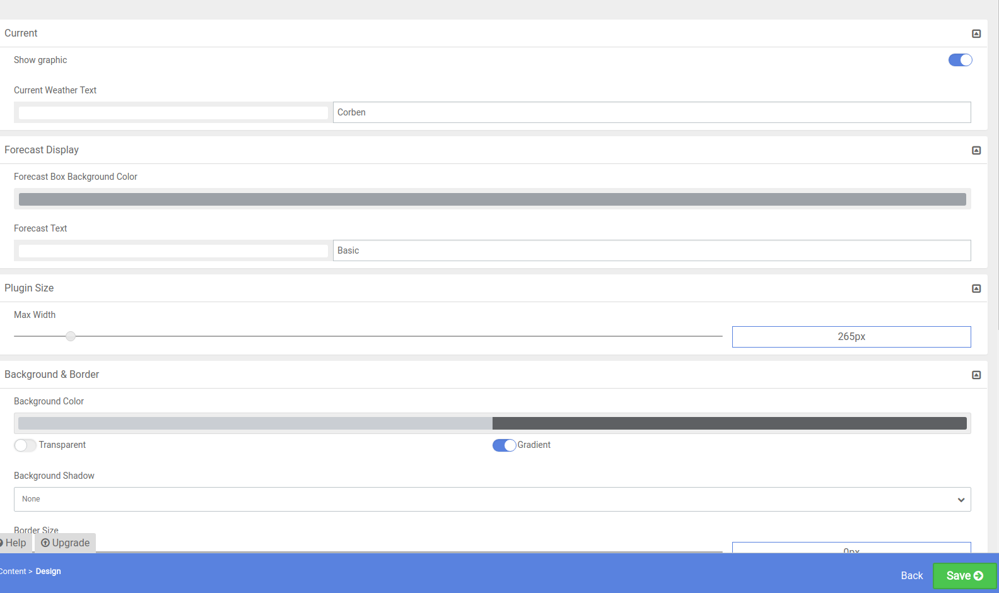 Current
Show graphic
Current Weather Text
Corben
Forecast Display
Forecast Box Background Color
Forecast Text
Basic
Plugin Size
Max Width
265px
Background & Border
Background Color
Transparent
Gradient
Background Shadow
None
Border Size
0px
Help
Upgrade
Content > Design
Back
Save